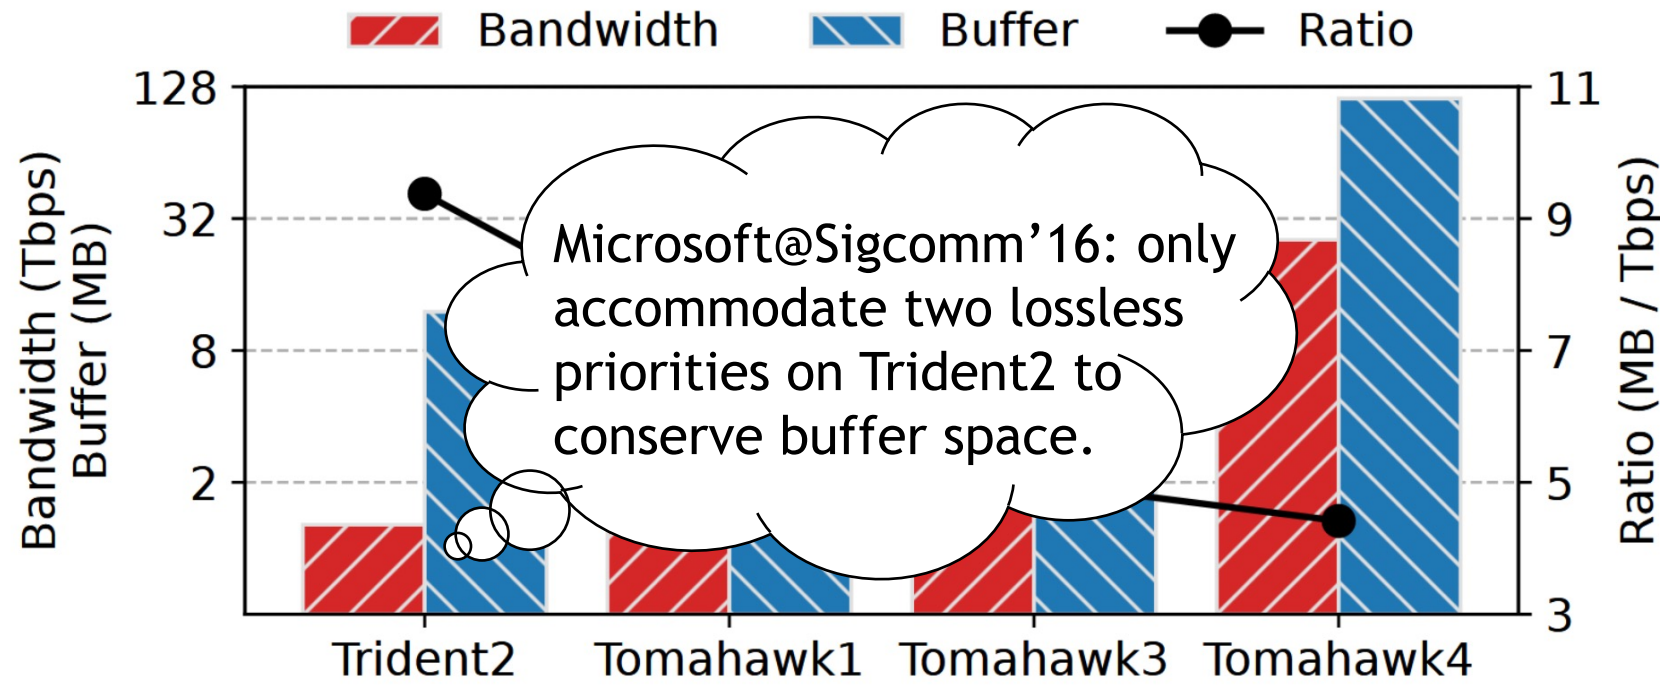 Bandwidth Buffer Ratio
128
32
8
2
Bandwidth (Tbps)
Buffer (MB)
Microsoft@Sigcomm’16: only
accommodate two lossless
priorities on Trident2 to
conserve buffer space.
11
9
7
5
3
Ratio (MB / Tbps)
Trident2 Tomahawk1 Tomahawk3 Tomahawk4